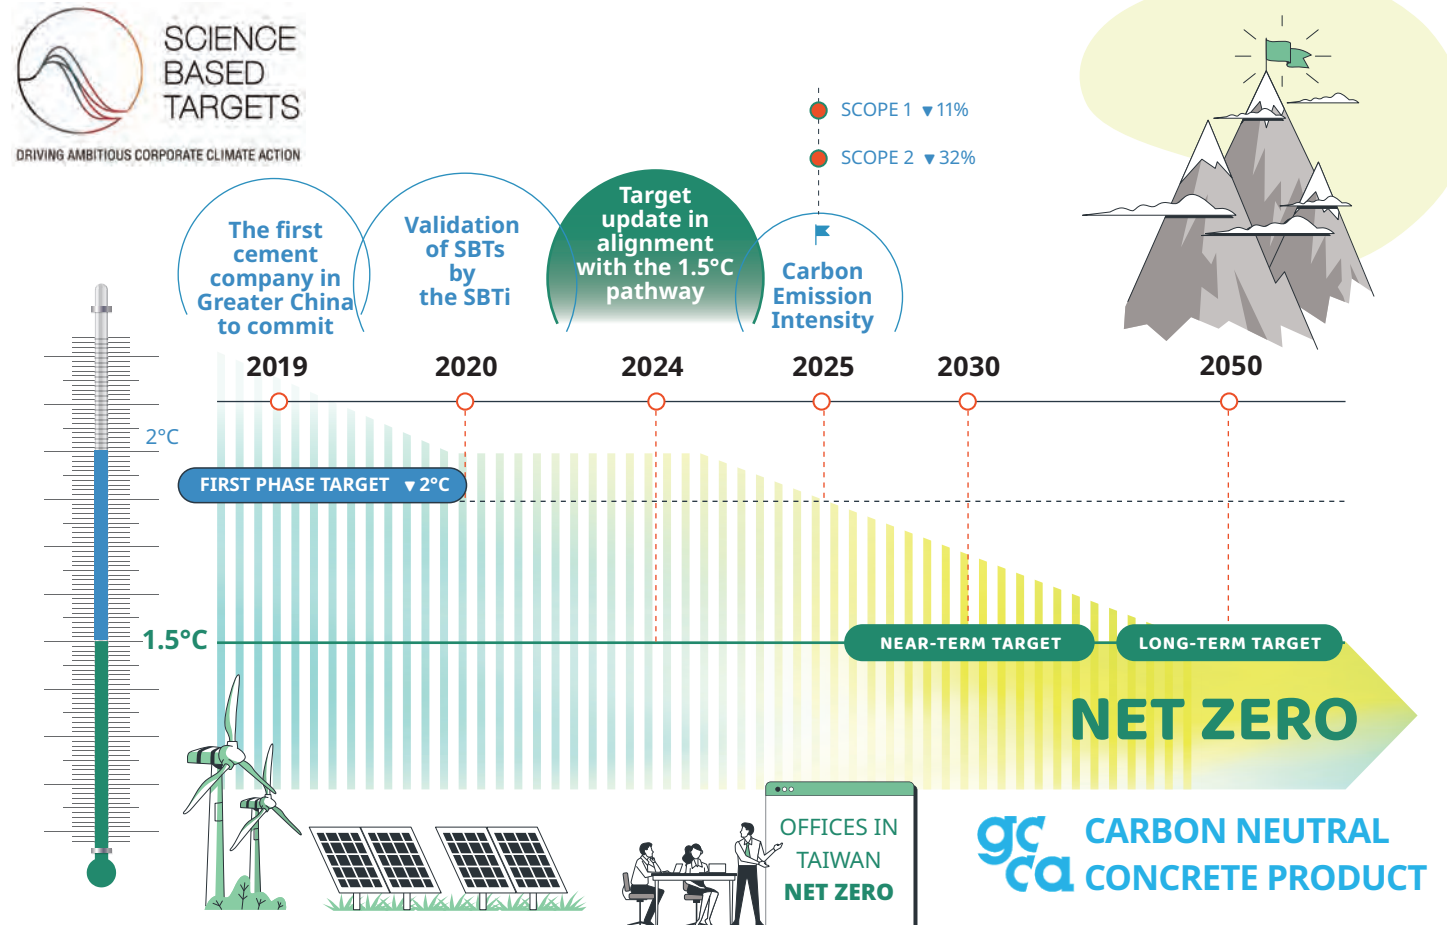 SCIENCE
BASED
TARGETS
DRIVING AMBITIOUS CORPORATE CLIMATE ACTION
SCOPE 1 ▼11%
SCOPE 2 ▼32%
The first
cement
company in
Greater China
to commit
Validation
of SBTs
by
the SBTi
Target
update in
alignment
with the 1.5°C
pathway
Carbon
Emission
Intensity
2019
2020
2024
2025
2030
2050
2°C
FIRST PHASE TARGET ▼2°C
1.5°C
NEAR-TERM TARGET
LONG-TERM TARGET
NET ZERO
OFFICES IN
TAIWAN
NET ZERO
gcca
CARBON NEUTRAL
CONCRETE PRODUCT